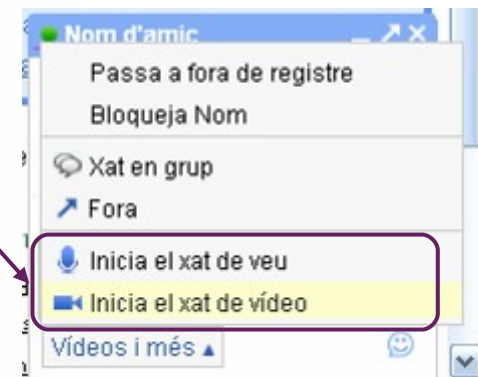 Nom d'amic
Passa a fora de registre
Bloqueja Nom
Xat en grup
Fora
Inicia el xat de veu
Inicia el xat de vídeo
Vídeos i més